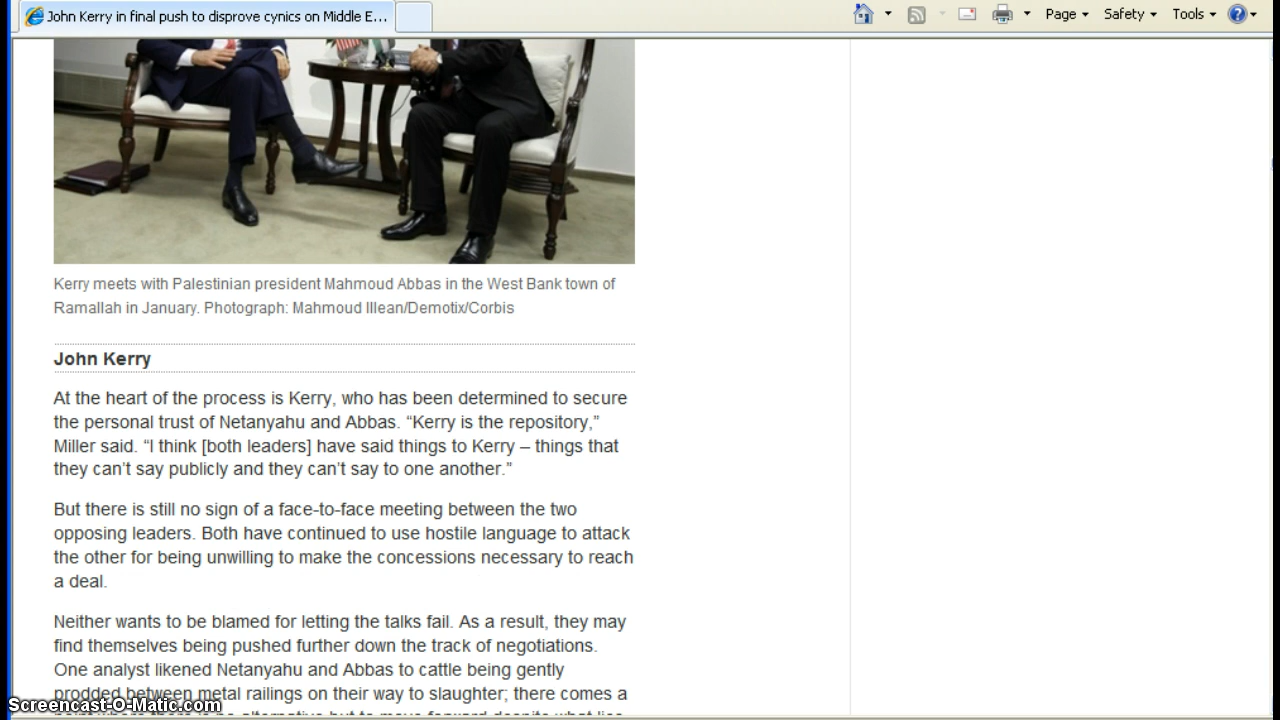 John Kerry in final push to disprove cynics on Middle E...
Page
Safety
Tools
Kerry meets with Palestinian president Mahmoud Abbas in the West Bank town of
Ramallah in January. Photograph: Mahmoud Illean/Demotix/Corbis
John Kerry
At the heart of the process is Kerry, who has been determined to secure
the personal trust of Netanyahu and Abbas. “Kerry is the repository,”
Miller said. “I think [both leaders] have said things to Kerry – things that
they can’t say publicly and they can’t say to one another.”
But there is still no sign of a face-to-face meeting between the two
opposing leaders. Both have continued to use hostile language to attack
the other for being unwilling to make the concessions necessary to reach
a deal.
Neither wants to be blamed for letting the talks fail. As a result, they may
find themselves being pushed further down the track of negotiations.
One analyst likened Netanyahu and Abbas to cattle being gently
prodded between metal railings on their way to slaughter; there comes a
Screencast-O-Matic.com